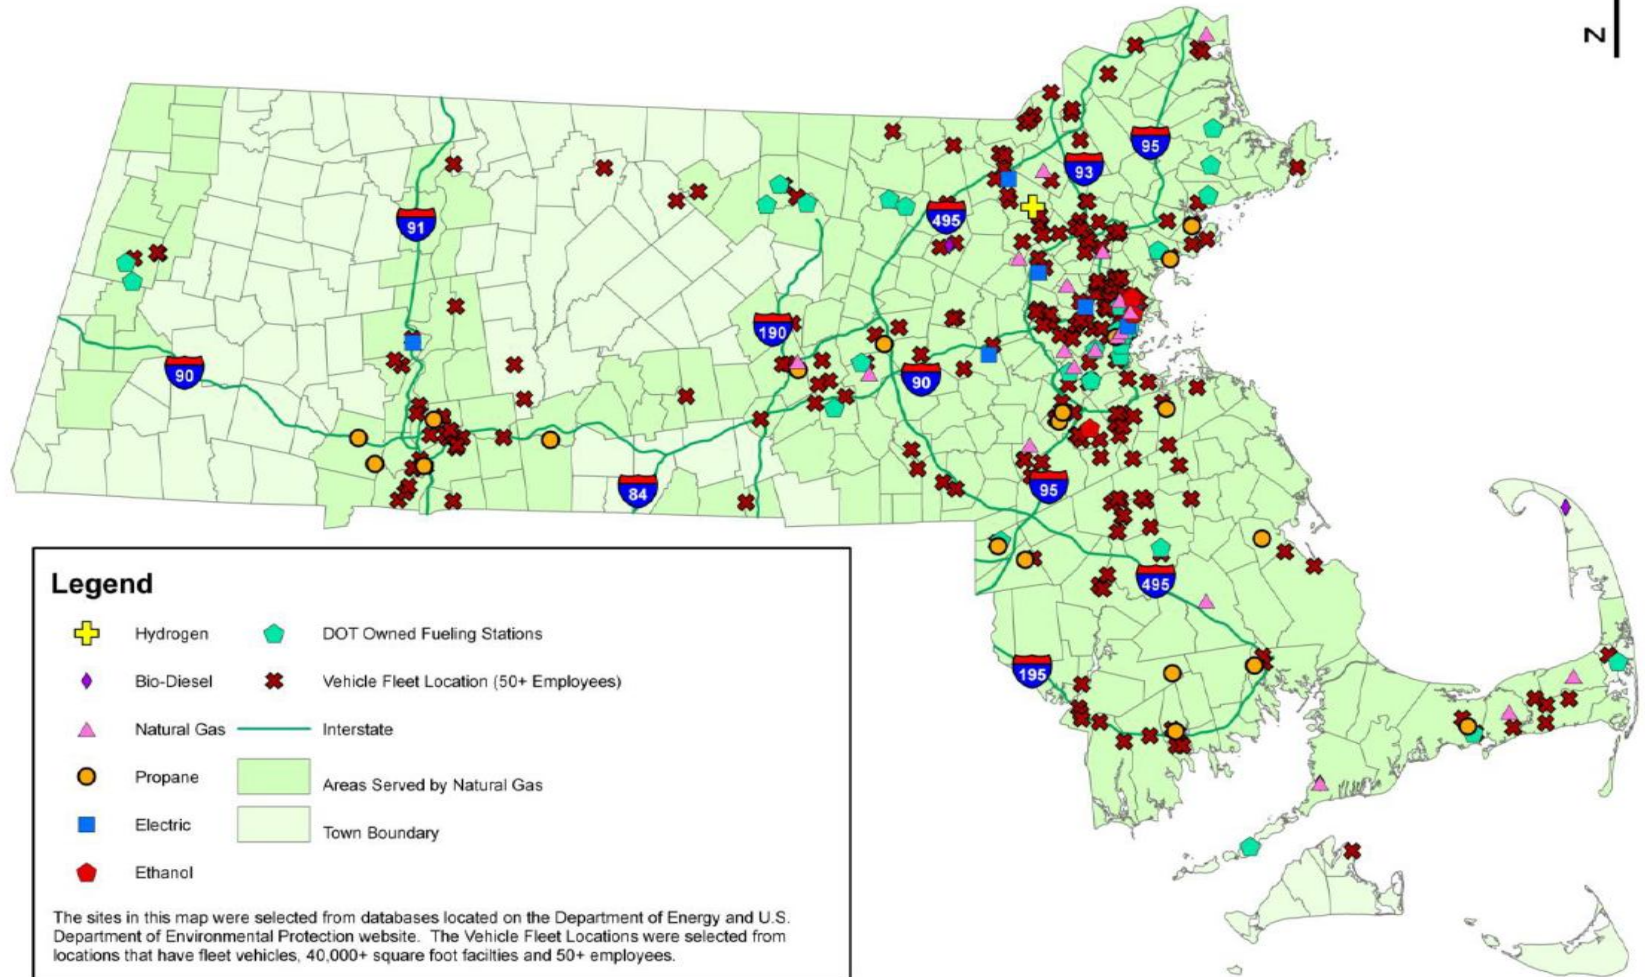 N
95
93
91
495
190
90
90
84
95
495
195
Legend
Hydrogen DOT Owned Fueling Stations
Bio-Diesel Vehicle Fleet Location (50+ Employees)
Natural Gas Interstate
Propane Areas Served by Natural Gas
Electric Town Boundary
Ethanol
The sites in this map were selected from databases located on the Department of Energy and U.S.
Department of Environmental Protection website. The Vehicle Fleet Locations were selected from
locations that have fleet vehicles, 40,000+ square foot facilties and 50+ employees.